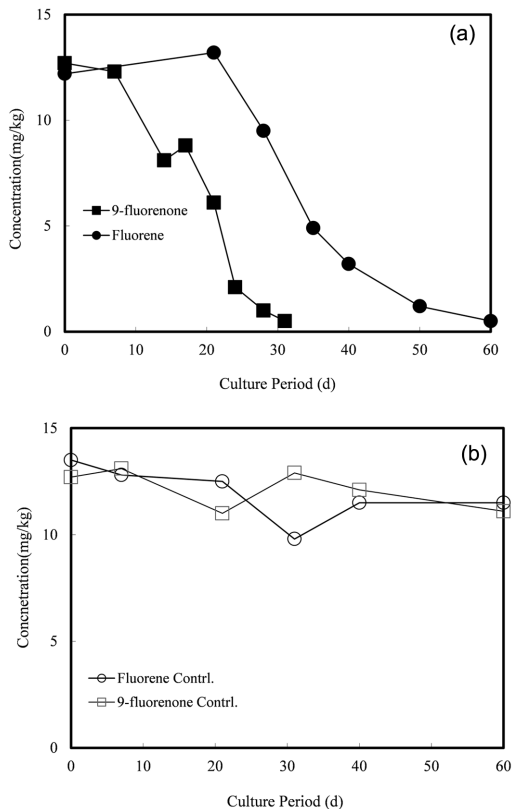 (a)
15
10
5
0
Concentration(mg/kg)
9-fluorenone
Fluorene
0 10 20 30 40 50 60
Culture Period (d)
(b)
15
10
5
0
Concnetration(mg/kg)
Fluorene Contrl.
9-fluorenone Contrl.
0 10 20 30 40 50 60
Culture Period (d)